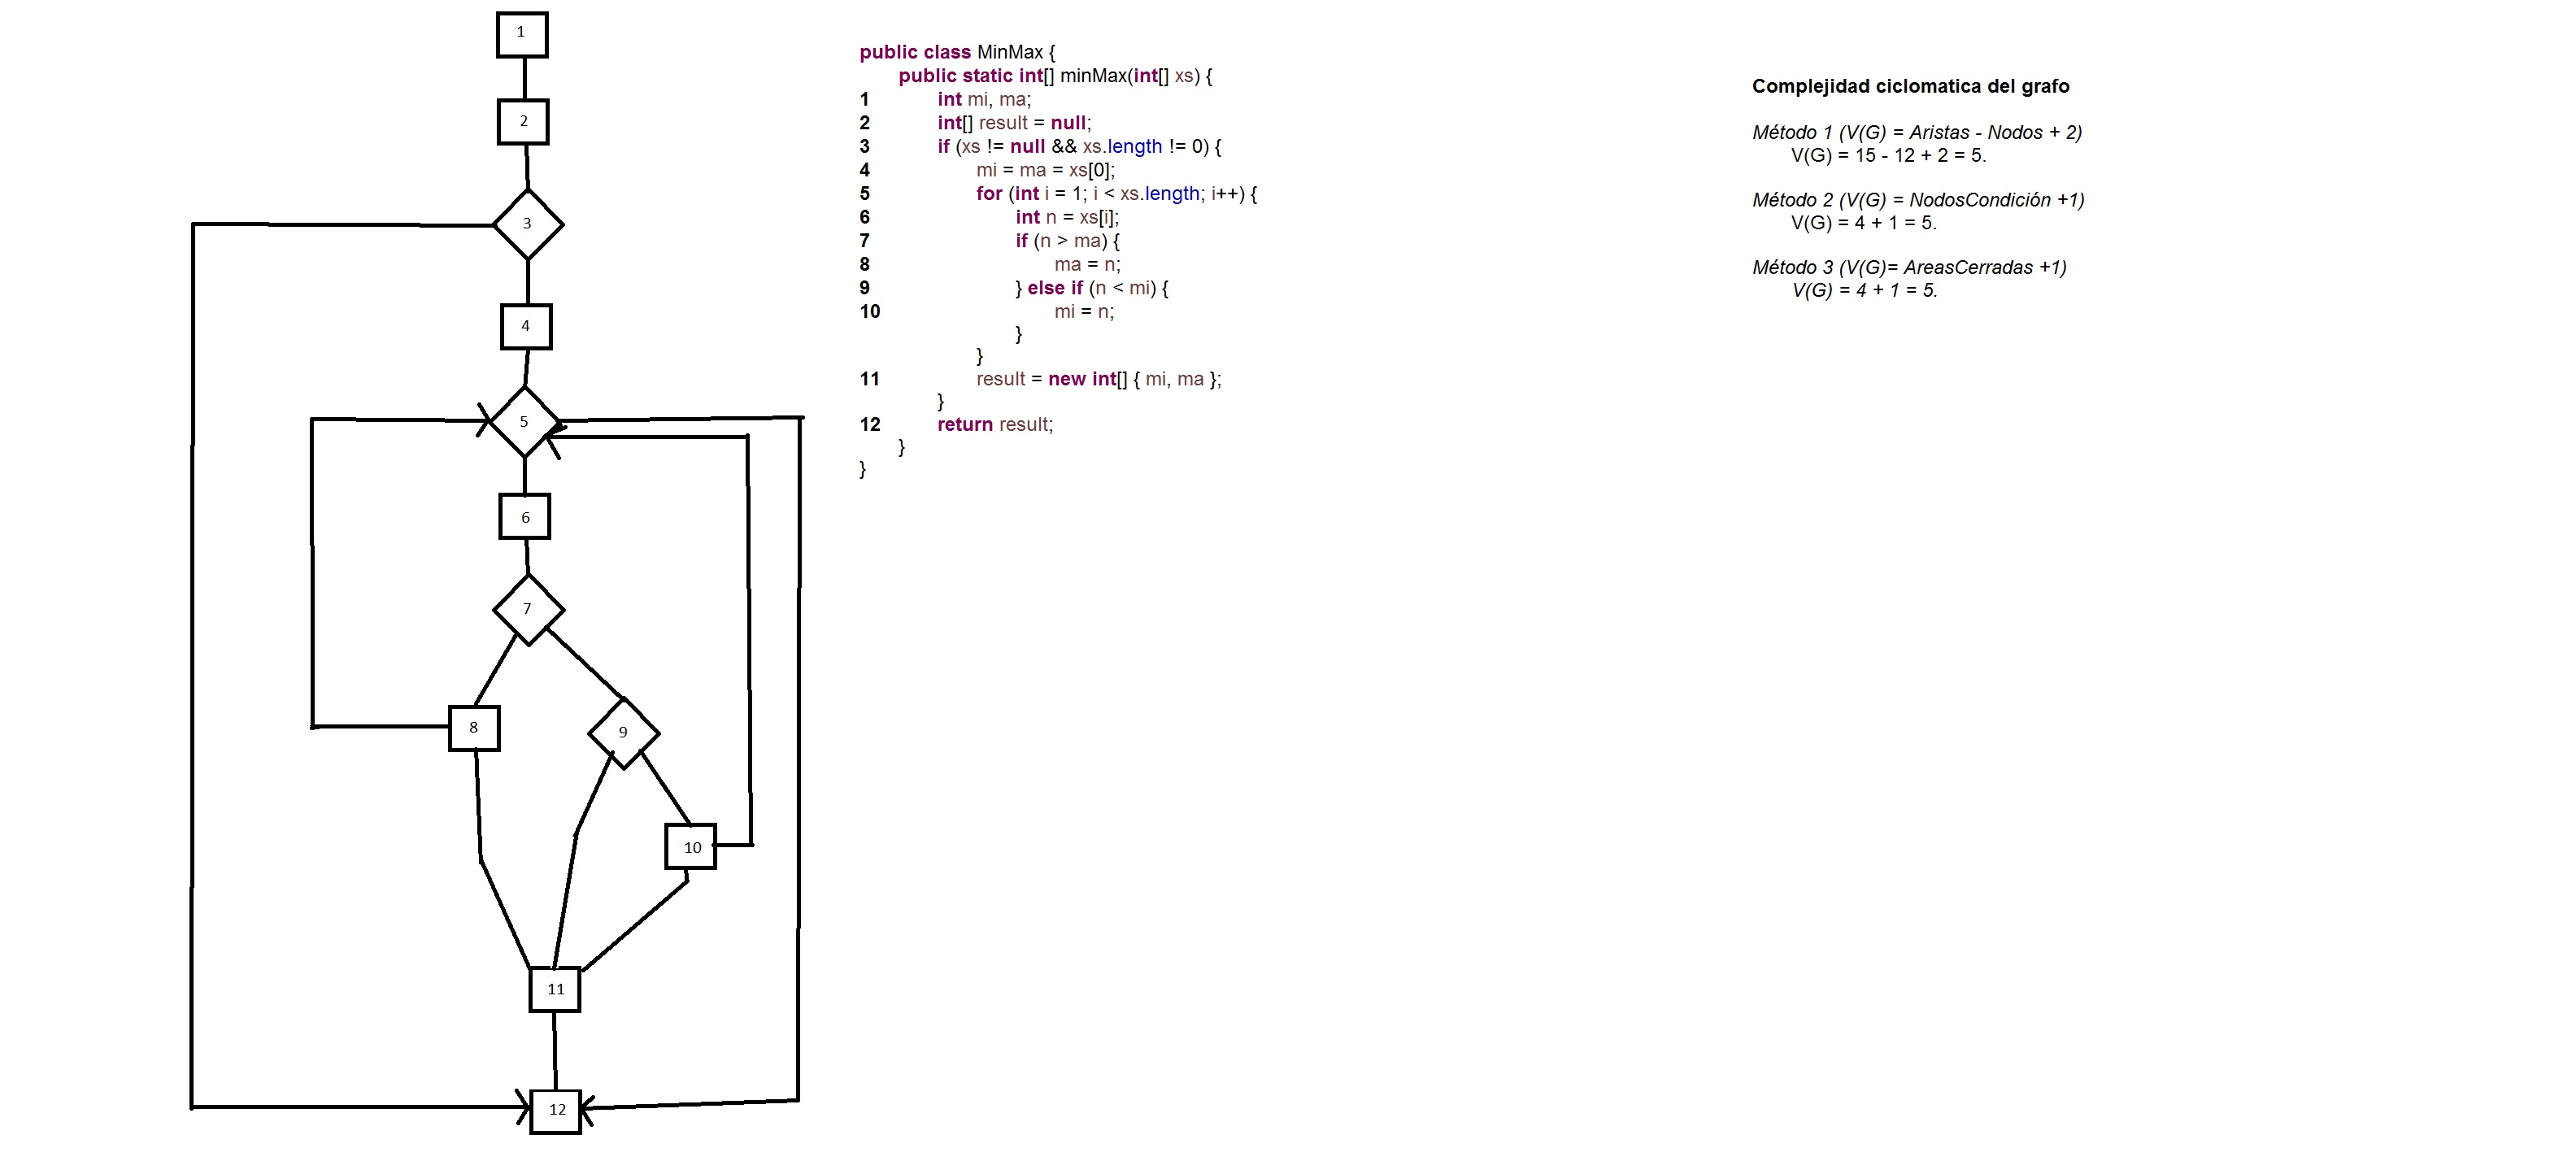 1
2
3
4
5
6
7
8
9
10
11
12
public class MinMax {
public static int[] minMax(int[] xs) {
1 int mi, ma;
2 int[] result = null;
3 if (xs != null && xs.length != 0) {
4 mi = ma = xs[0];
5 for (int i = 1; i < xs.length; i++) {
6 int n = xs[i];
7 if (n > ma) {
8 ma = n;
9 } else if (n < mi) {
10 mi = n;
}
}
11 result = new int[] { mi, ma };
}
12 return result;
}
}
Complejidad ciclomatica del grafo
Método 1 (V(G) = Aristas - Nodos + 2)
V(G) = 15 - 12 + 2 = 5.
Método 2 (V(G) = NodosCondición +1)
V(G) = 4 + 1 = 5.
Método 3 (V(G)= AreasCerradas +1)
V(G) = 4 + 1 = 5.